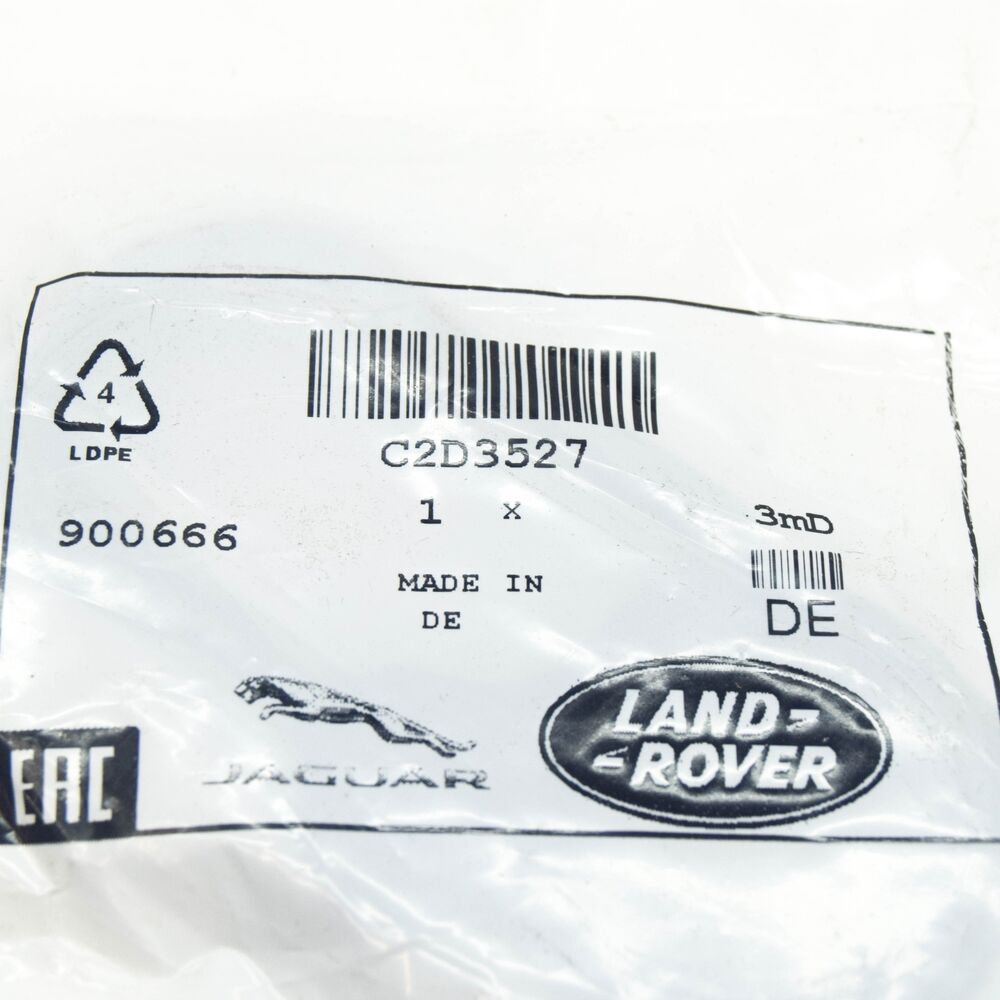 4
LDPE
C2D3527
1 x
900666
3mD
MADE IN
DE
DE
EAC
JAGUAR
LAND-
ROVER